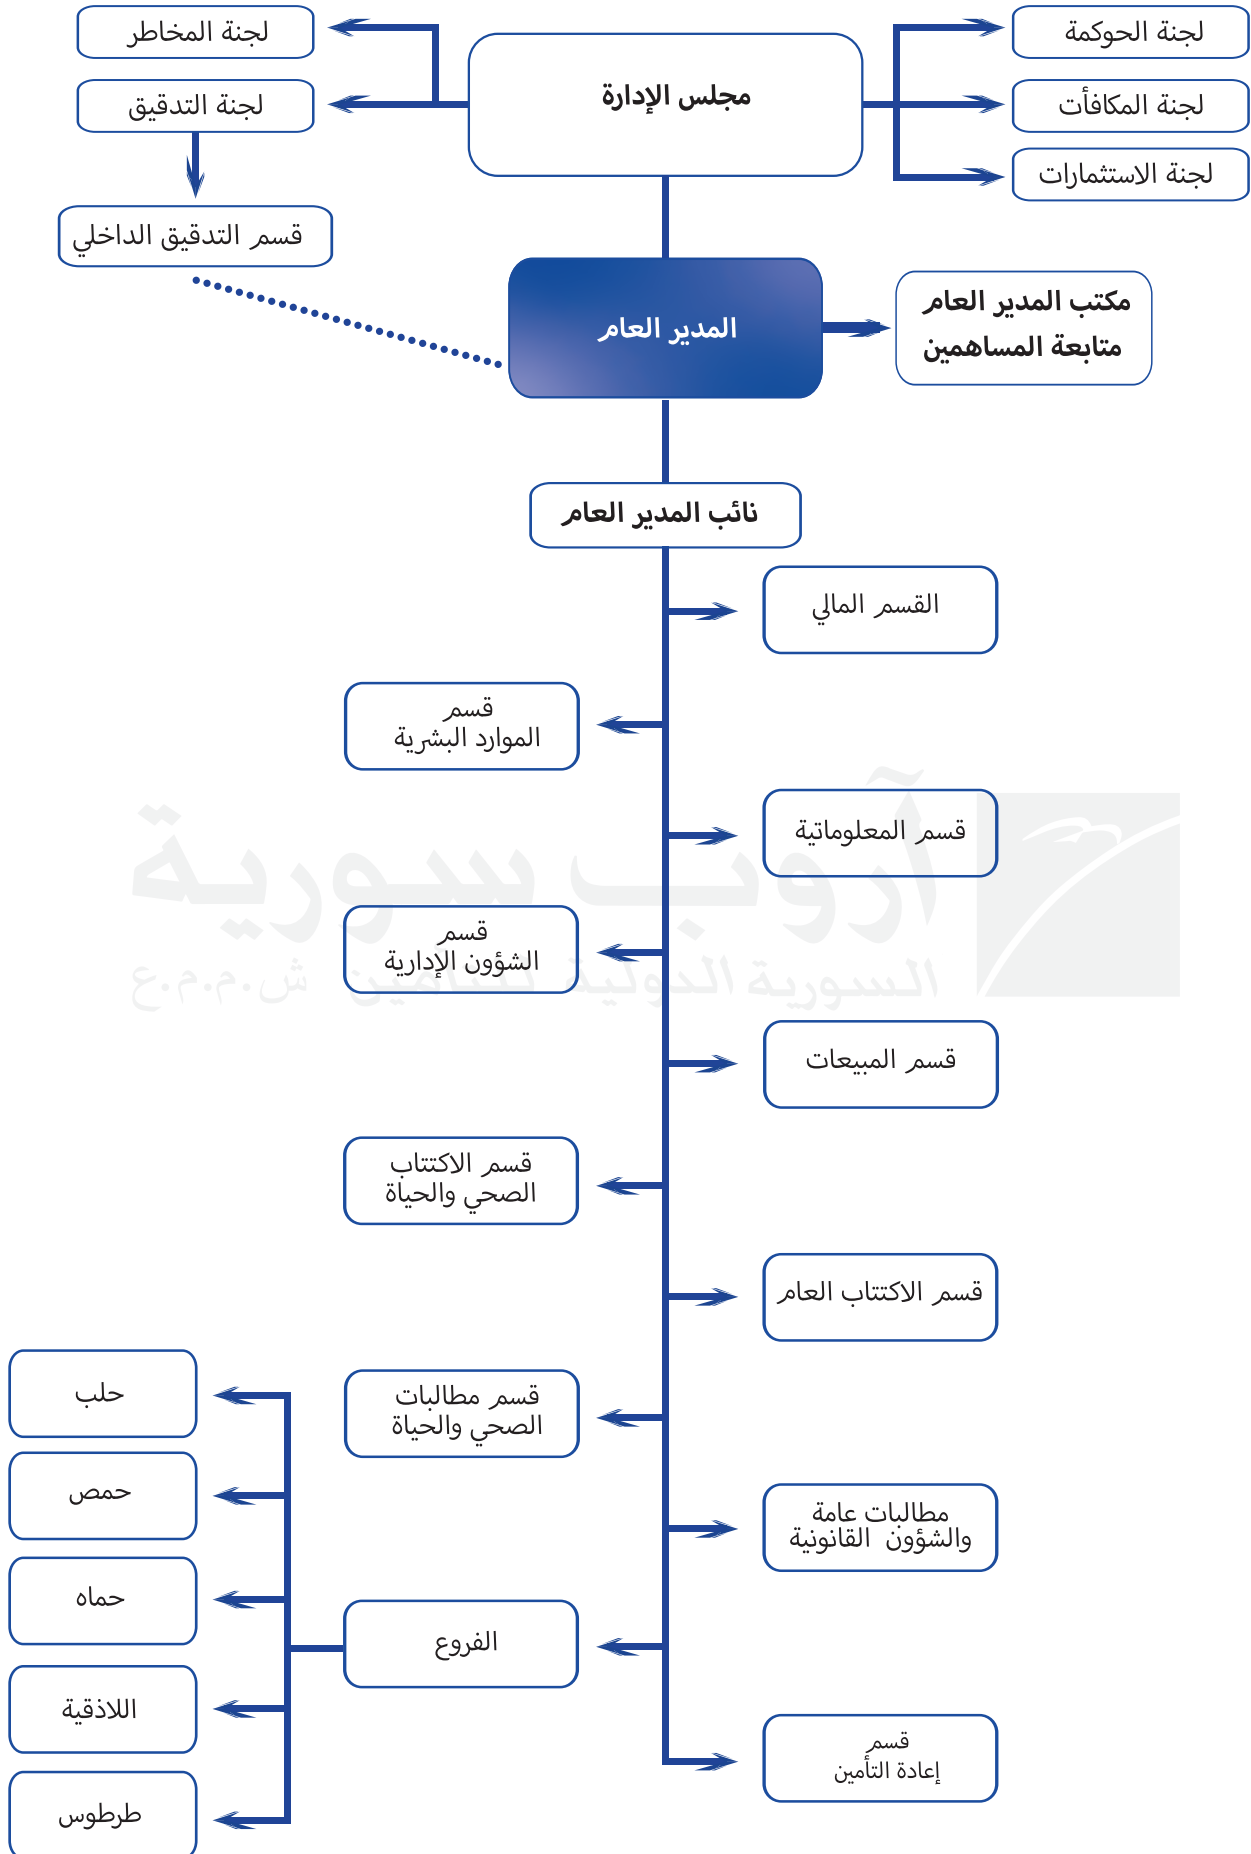 لجنة الحوكمة
لجنة المكافأت
لجنة الاستثمارات
مجلس الإدارة
لجنة المخاطر
لجنة التدقيق
قسم التدقيق الداخلي
مكتب المدير العام
متابعة المساهمين
المدير العام
نائب المدير العام
القسم المالي
قسم
الموارد البشرية
قسم المعلوماتية
آروب سورية
قسم
الشؤون الإدارية
السورية الدولية للتأمين ش.م.م.ع
قسم المبيعات
قسم الاكتتاب
الصحي والحياة
قسم الاكتتاب العام
قسم مطالبات
الصحي والحياة
مطالبات عامة
والشؤون القانونية
الفروع
حلب
حمص
حماه
اللاذقية
طرطوس
قسم
إعادة التأمين